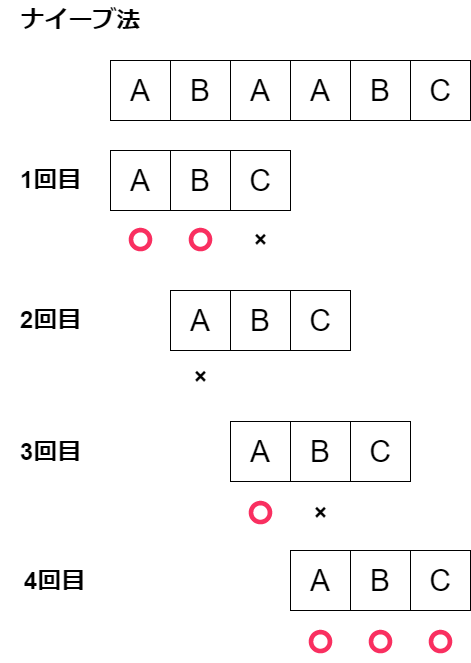 ナイーブ法
A B A A B C
1回目 A B C
○ ○ ×
2回目 A B C
×
3回目 A B C
○ ×
4回目 A B C
○ ○ ○